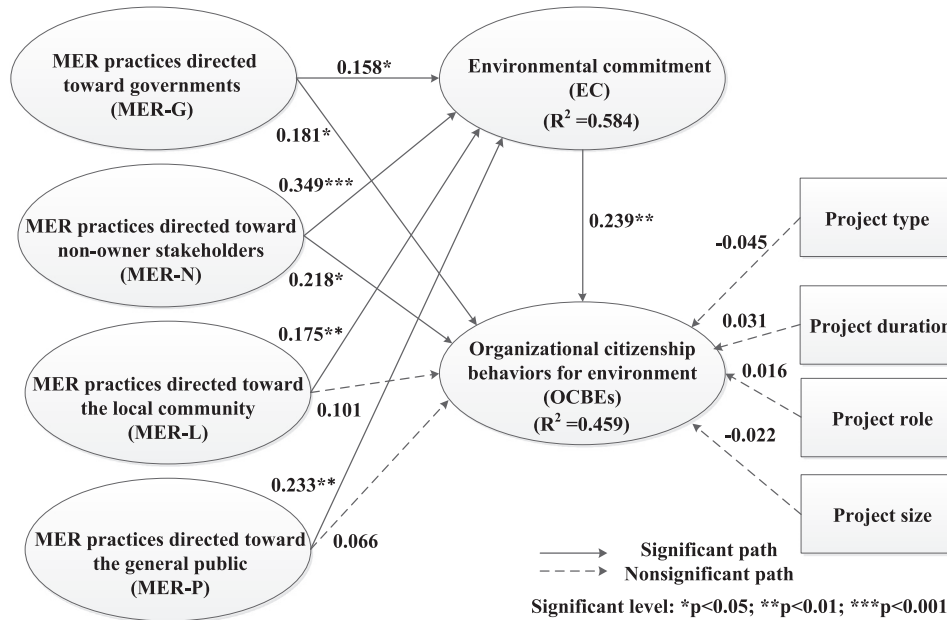 MER practices directed
toward governments
(MER-G)
0.158*
Environmental commitment
(EC)
(R² =0.584)
0.181*
0.349***
MER practices directed toward
non-owner stakeholders
(MER-N)
0.218*
0.239**
Project type
-0.045
Project duration
0.031
0.175**
Organizational citizenship
behaviors for environment
(OCBEs)
(R² =0.459)
MER practices directed toward
the local community
(MER-L)
0.101
0.016
Project role
-0.022
0.233**
MER practices directed toward
the general public
(MER-P)
0.066
Project size
Significant path
Nonsignificant path
Significant level: *p<0.05; **p<0.01; ***p<0.001